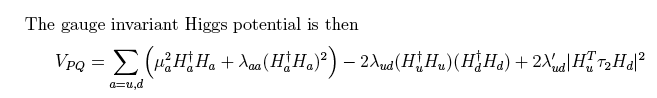 The gauge invariant Higgs potential is then
$V_{PQ} = \sum_{a=u,d} \left( \mu_a^2 H_a^\dagger H_a + \lambda_{aa} (H_a^\dagger H_a)^2 \right) - 2\lambda_{ud} (H_u^\dagger H_u)(H_d^\dagger H_d) + 2\lambda_{ud}^\prime |H_u^T \tau_2 H_d|^2$